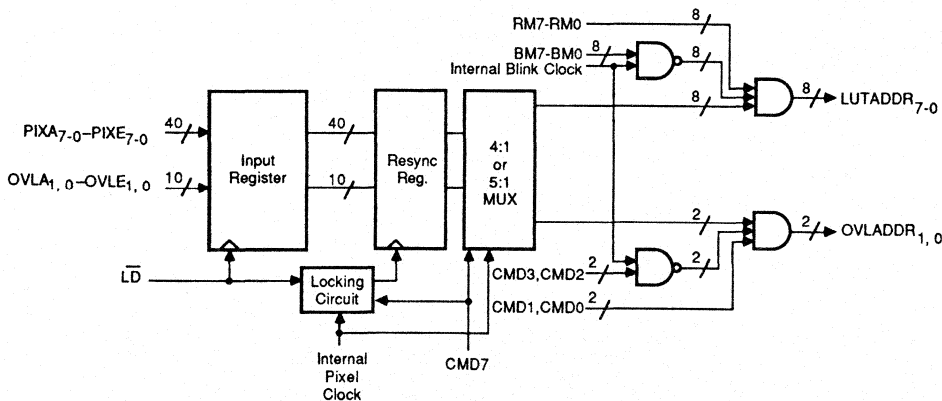 RM7-RM0
8
BM7-BM0
8
8
Internal Blink Clock
8
8
LUTADDR7-0
PIXA7-0–PIXE7-0
40
40
Input
Register
Resync
Reg.
4:1
or
5:1
MUX
OVLA1, 0–OVLE1, 0
10
10
2
2
OVLADDR1, 0
CMD3,CMD2
2
2
LD
Locking
Circuit
CMD1,CMD0
2
Internal
Pixel
Clock
CMD7